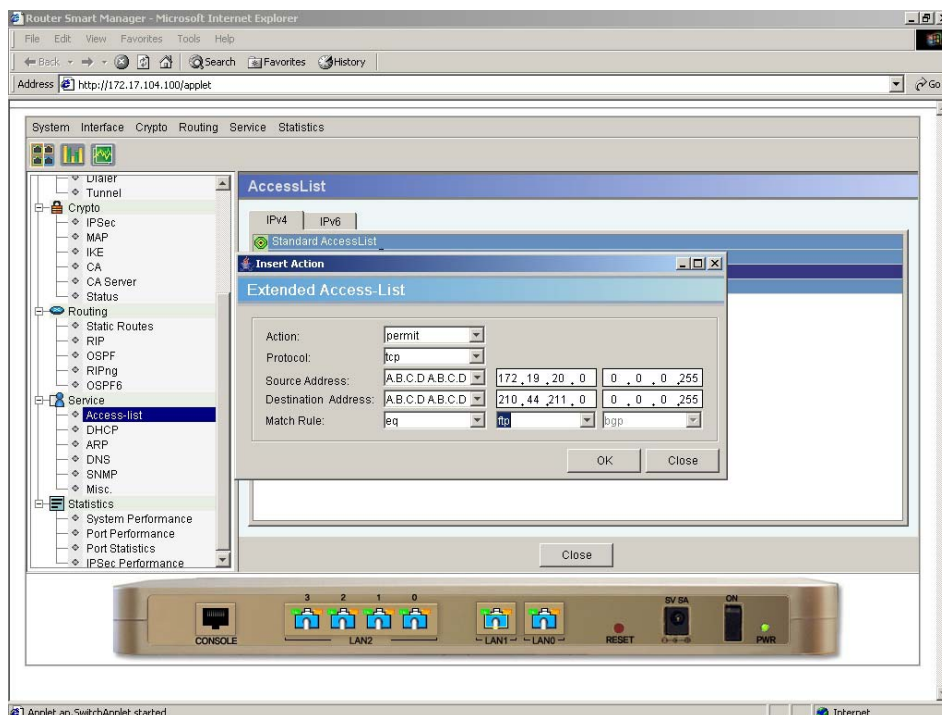 Router Smart Manager - Microsoft Internet Explorer
File Edit View Favorites Tools Help
Back Search Favorites History
Address http://172.17.104.100/applet Go
System Interface Crypto Routing Service Statistics
Dialer
Tunnel
Crypto
IPSec
MAP
IKE
CA
CA Server
Status
Routing
Static Routes
RIP
OSPF
RIPng
OSPF6
Service
Access-list
DHCP
ARP
DNS
SNMP
Misc.
Statistics
System Performance
Port Performance
Port Statistics
IPSec Performance
AccessList
IPv4 IPv6
Standard AccessList
Insert Action
Extended Access-List
Action: permit
Protocol: tcp
Source Address: A.B.C.D A.B.C.D 172.19.20.0 0.0.0.255
Destination Address: A.B.C.D A.B.C.D 210.44.211.0 0.0.0.255
Match Rule: eq ftp bgp
OK Close
Close
3 2 1 0 5V 5A ON
CONSOLE LAN2 LAN1 LAN0 RESET PWR
Applet an.SwitchApplet started Internet